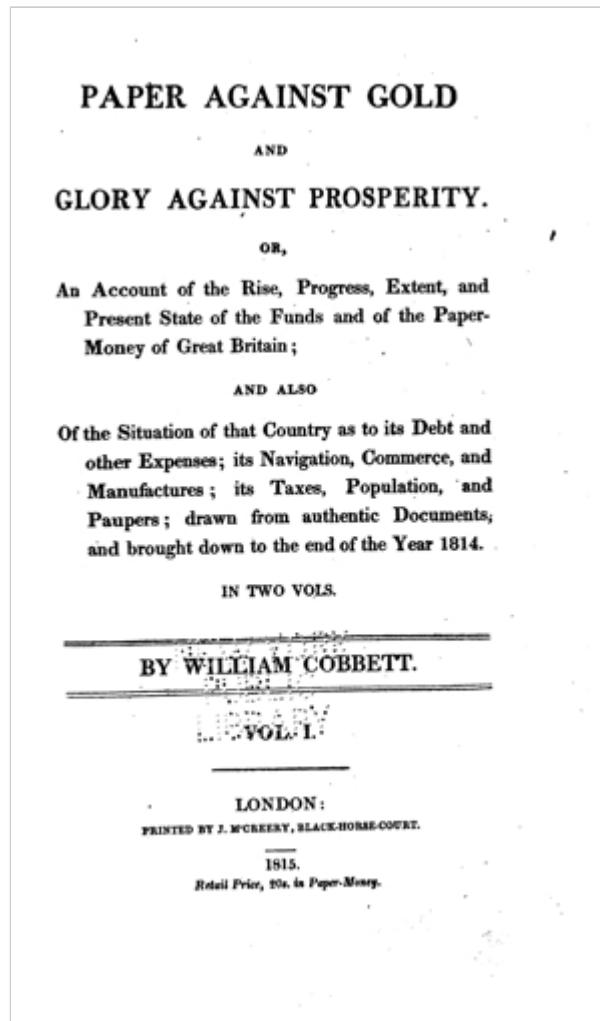 PAPER AGAINST GOLD
AND
GLORY AGAINST PROSPERITY.
OR,
An Account of the Rise, Progress, Extent, and
Present State of the Funds and of the Paper-
Money of Great Britain;
AND ALSO
Of the Situation of that Country as to its Debt and
other Expenses; its Navigation, Commerce, and
Manufactures; its Taxes, Population, and
Paupers; drawn from authentic Documents,
and brought down to the end of the Year 1814.
IN TWO VOLS.
BY WILLIAM COBBETT.
LIBRARY
VOL. I.
LONDON:
PRINTED BY J. M'CREERY, BLACK-HORSE-COURT.
1815.
Retail Price, 20s. in Paper-Money.